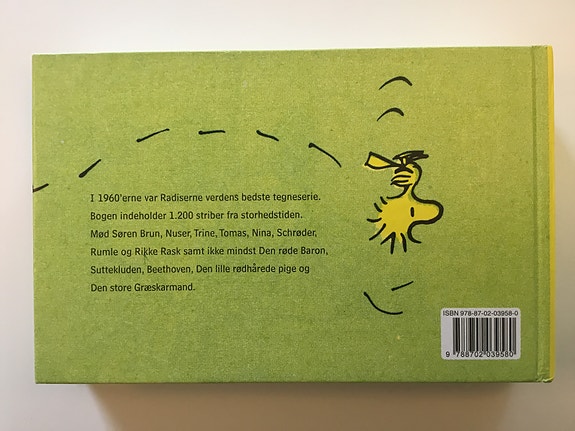 I 1960'erne var Radiserne verdens bedste tegneserie.
Bogen indeholder 1.200 striber fra storhedstiden.
Mød Søren Brun, Nuser, Trine, Tomas, Nina, Schrøder,
Rumle og Rikke Rask samt ikke mindst Den røde Baron,
Suttekluden, Beethoven, Den lille rødhårede pige og
Den store Græskarmand.
ISBN 978-87-02-03958-0
9 788702 039580